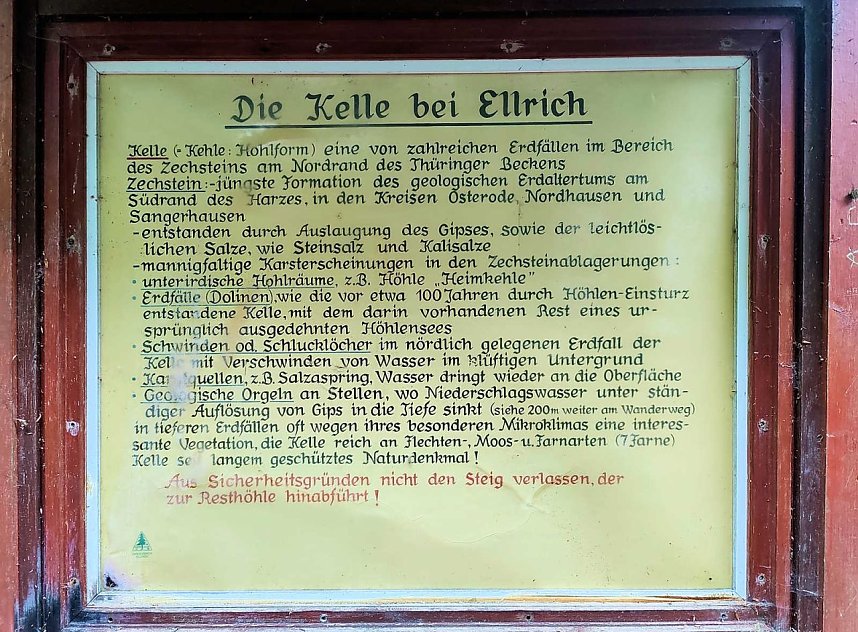 Die Kelle bei Ellrich
Kelle (= Kehle: Hohlform) eine von zahlreichen Erdfällen im Bereich
des Zechsteins am Nordrand des Thüringer Beckens
Zechstein:-jüngste Formation des geologischen Erdaltertums am
Südrand des Harzes, in den Kreisen Osterode, Nordhausen und
Sangerhausen
-entstanden durch Auslaugung des Gipses, sowie der leichtlös-
lichen Salze, wie Steinsalz und Kalisalze
-mannigfaltige Karsterscheinungen in den Zechsteinablagerungen:
• unterirdische Hohlräume, z.B. Höhle „Heimkehle"
• Erdfälle (Dolinen), wie die vor etwa 100 Jahren durch Höhlen-Einsturz
entstandene Kelle, mit dem darin vorhandenen Rest eines ur-
sprünglich ausgedehnten Höhlensees
• Schwinden od. Schlucklöcher im nördlich gelegenen Erdfall der
Kelle mit Verschwinden von Wasser im klüftigen Untergrund
• Karstquellen, z.B. Salzaspring, Wasser dringt wieder an die Oberfläche
• Geologische Orgeln an Stellen, wo Niederschlagswasser unter stän-
diger Auflösung von Gips in die Tiefe sinkt (siehe 200m weiter am Wanderweg)
in tieferen Erdfällen oft wegen ihres besonderen Mikroklimas eine interes-
sante Vegetation, die Kelle reich an Flechten-, Moos- u. Farnarten (7 Farne)
Kelle se langem geschütztes Naturdenkmal!
Aus Sicherheitsgründen nicht den Steig verlassen, der
zur Resthöhle hinabführt!